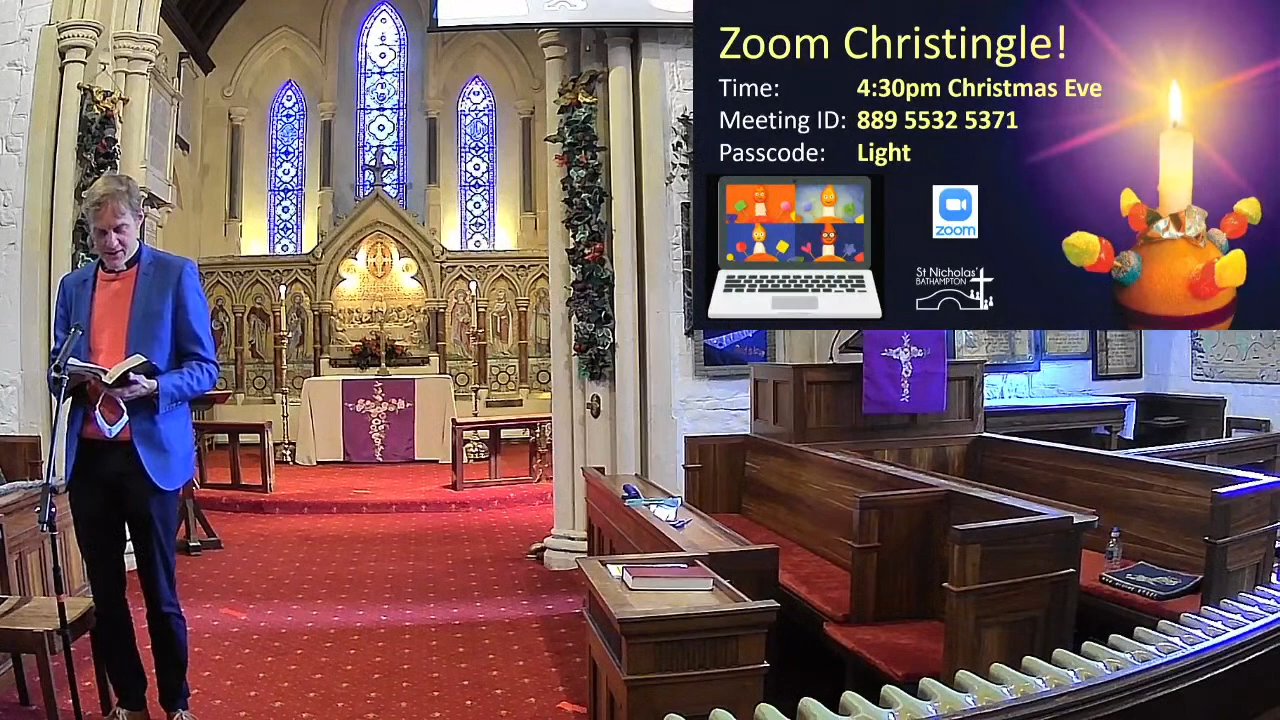 Zoom Christingle!
Time: 4:30pm Christmas Eve
Meeting ID: 889 5532 5371
Passcode: Light
zoom
St Nicholas'
BATHAMPTON